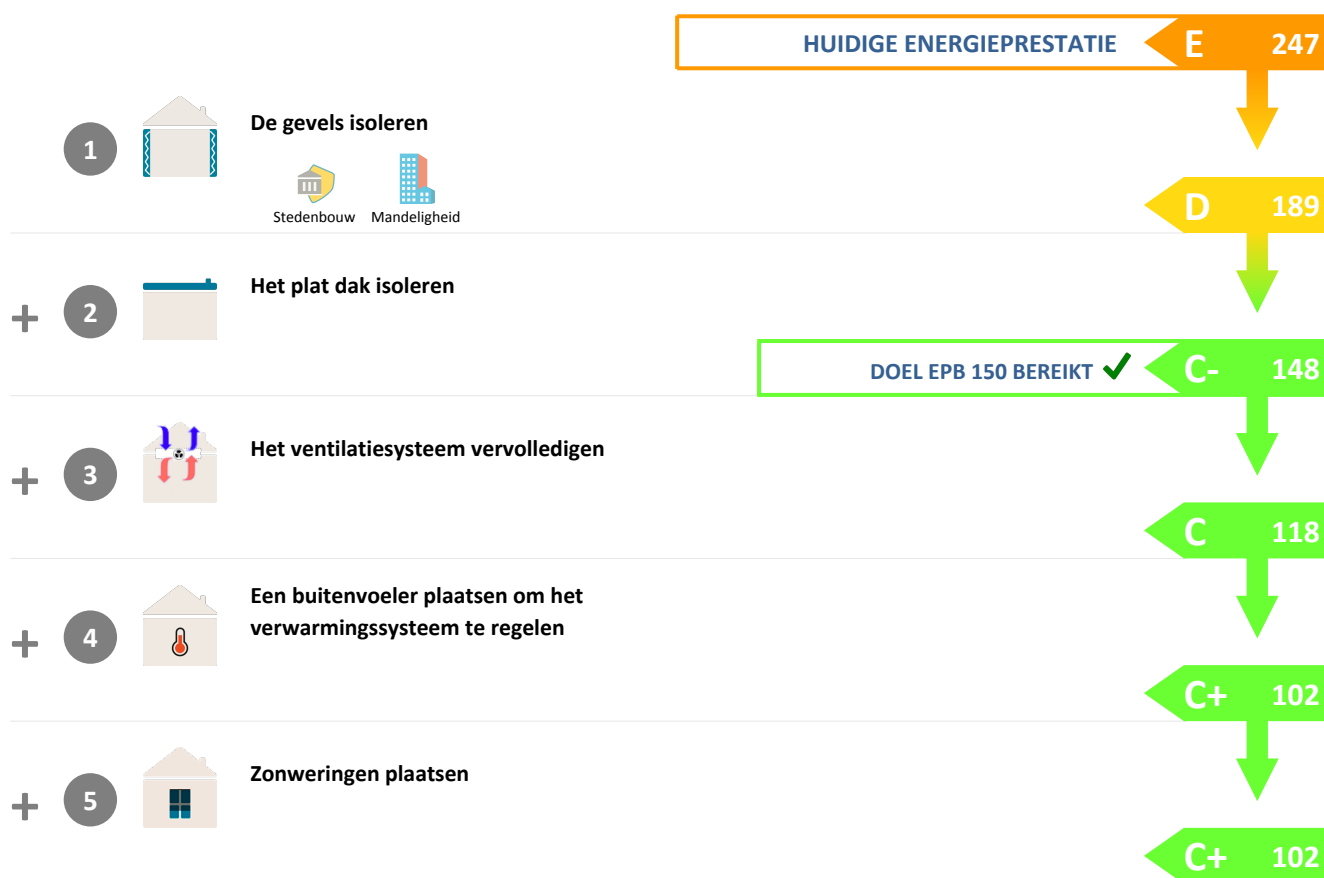 HUIDIGE ENERGIEPRESTATIE E 247
1 De gevels isoleren
Stedenbouw Mandeligheid
D 189
+ 2 Het plat dak isoleren
DOEL EPB 150 BEREIKT ✔ C- 148
+ 3 Het ventilatiesysteem vervolledigen
C 118
+ 4 Een buitenvoeler plaatsen om het
verwarmingssysteem te regelen
C+ 102
+ 5 Zonweringen plaatsen
C+ 102